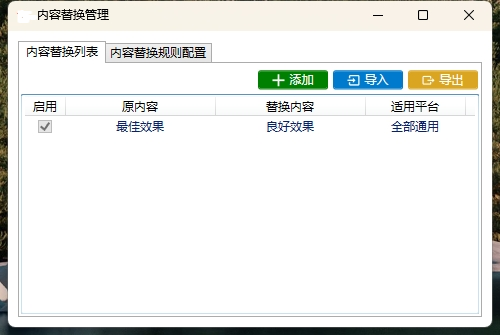 内容替换管理
内容替换列表 内容替换规则配置
添加 导入 导出
启用 原内容 替换内容 适用平台
最佳效果 良好效果 全部通用